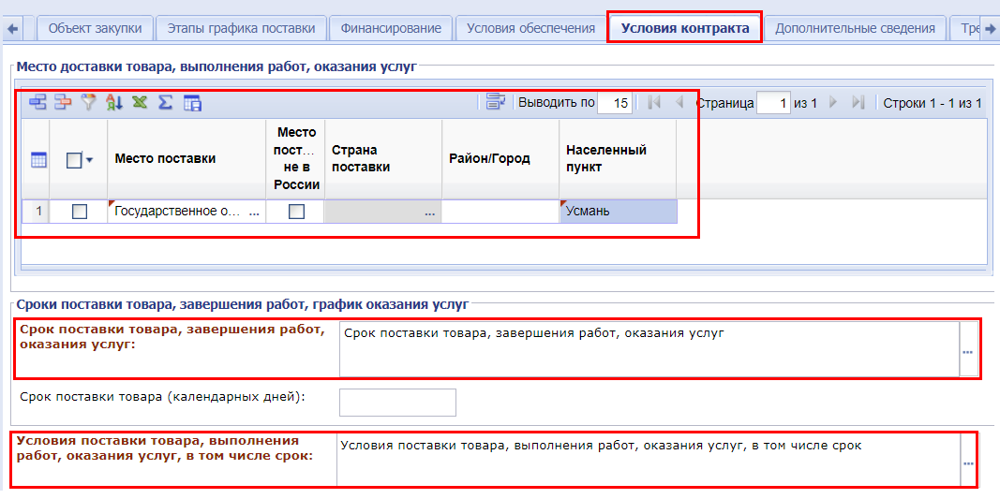 Объект закупки Этапы графика поставки Финансирование Условия обеспечения Условия контракта Дополнительные сведения Тре
Место доставки товара, выполнения работ, оказания услуг
Выводить по 15 Страница 1 из 1 Строки 1 - 1 из 1
Место поставки
Место
пост...
не в
России
Страна
поставки
Район/Город
Населенный
пункт
1 Государственное о... ... ... Усмань
Сроки поставки товара, завершения работ, график оказания услуг
Срок поставки товара, завершения работ,
оказания услуг:
Срок поставки товара, завершения работ, оказания услуг
...
Срок поставки товара (календарных дней):
Условия поставки товара, выполнения
работ, оказания услуг, в том числе срок:
Условия поставки товара, выполнения работ, оказания услуг, в том числе срок
...